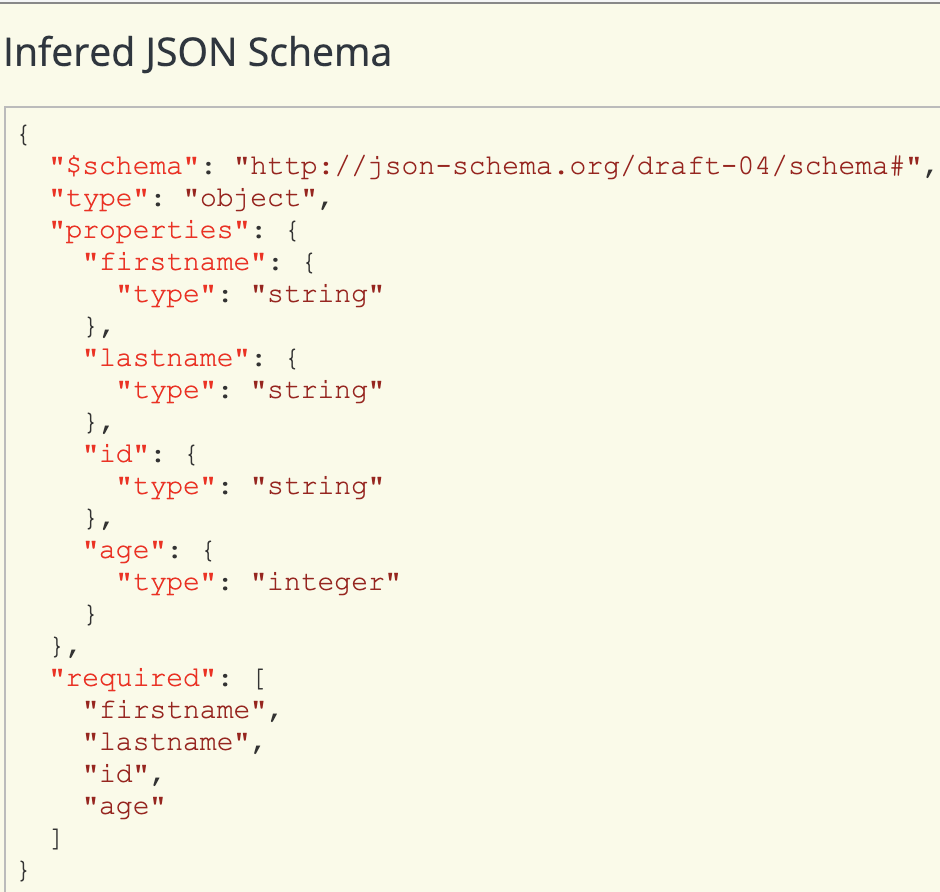 Infered JSON Schema
{
  "$schema": "http://json-schema.org/draft-04/schema#",
  "type": "object",
  "properties": {
    "firstname": {
      "type": "string"
    },
    "lastname": {
      "type": "string"
    },
    "id": {
      "type": "string"
    },
    "age": {
      "type": "integer"
    }
  },
  "required": [
    "firstname",
    "lastname",
    "id",
    "age"
  ]
}